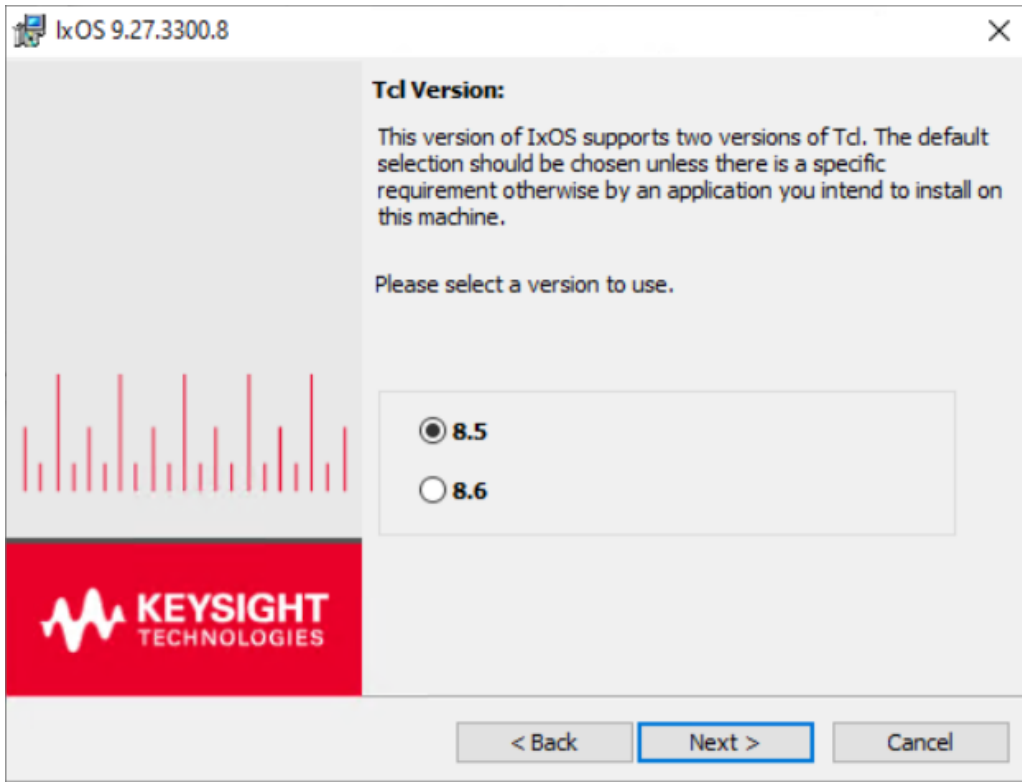 IxOS 9.27.3300.8
Tcl Version:
This version of IxOS supports two versions of Tcl. The default
selection should be chosen unless there is a specific
requirement otherwise by an application you intend to install on
this machine.
Please select a version to use.
8.5
8.6
KEYSIGHT
TECHNOLOGIES
< Back
Next >
Cancel